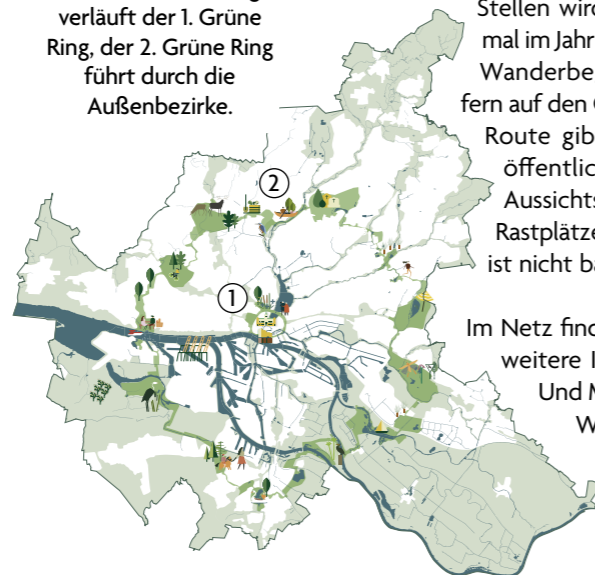 verläuft der 1. Grüne
Ring, der 2. Grüne Ring
führt durch die
Außenbezirke.
Stellen wird
mal im Jahr
Wanderbe
fern auf den
Route gib
öffentlic
Aussichts
Rastplätze
ist nicht ba
Im Netz find
weitere I
Und M
W
2
1